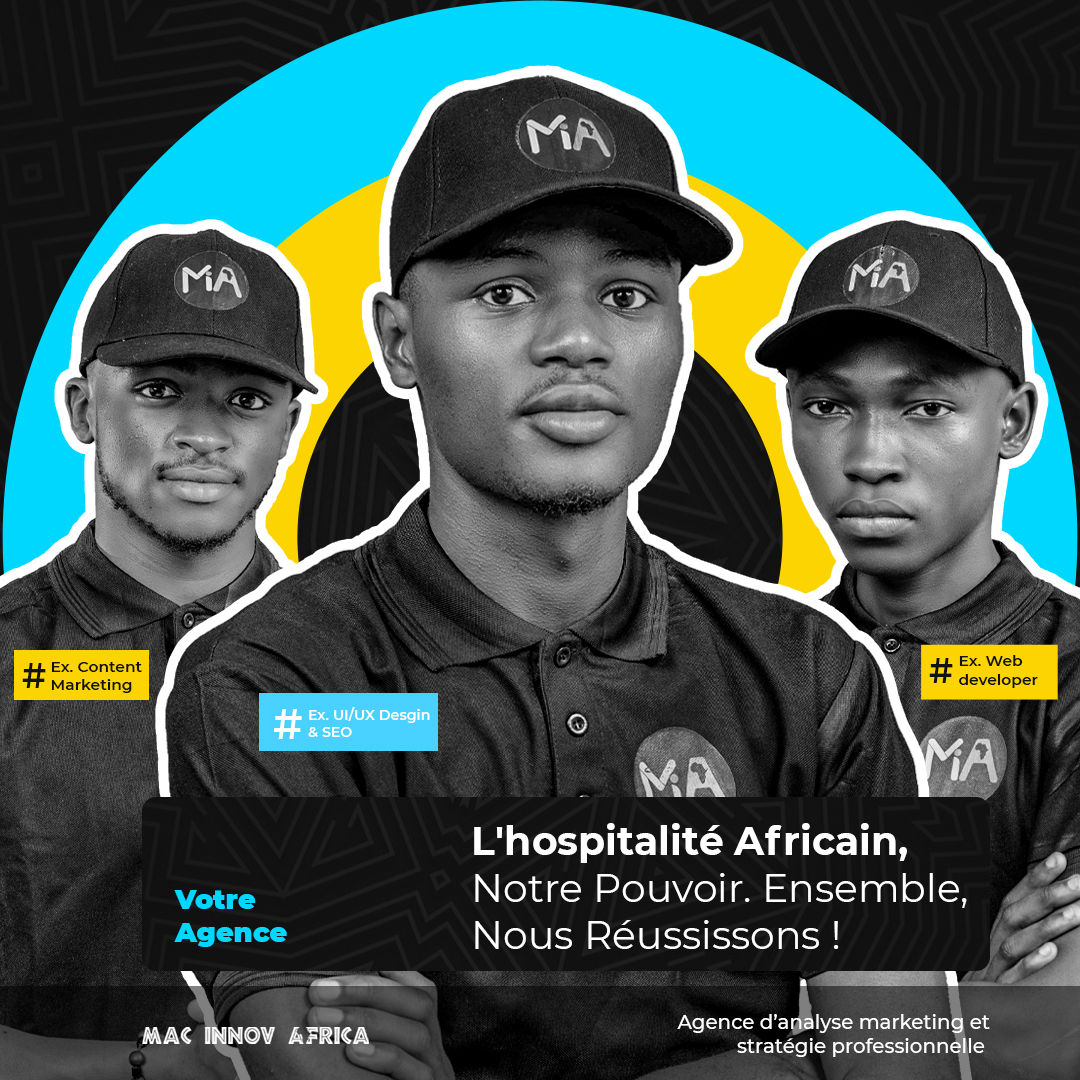 MiA
MiA
MiA
# Ex. Content
Marketing
# Ex. UI/UX Desgin
& SEO
# Ex. Web
developer
MiA
MiA
L'hospitalité Africain,
Notre Pouvoir. Ensemble,
Nous Réussissons !
Votre
Agence
MAC INNOV AFRICA
Agence d’analyse marketing et
stratégie professionnelle